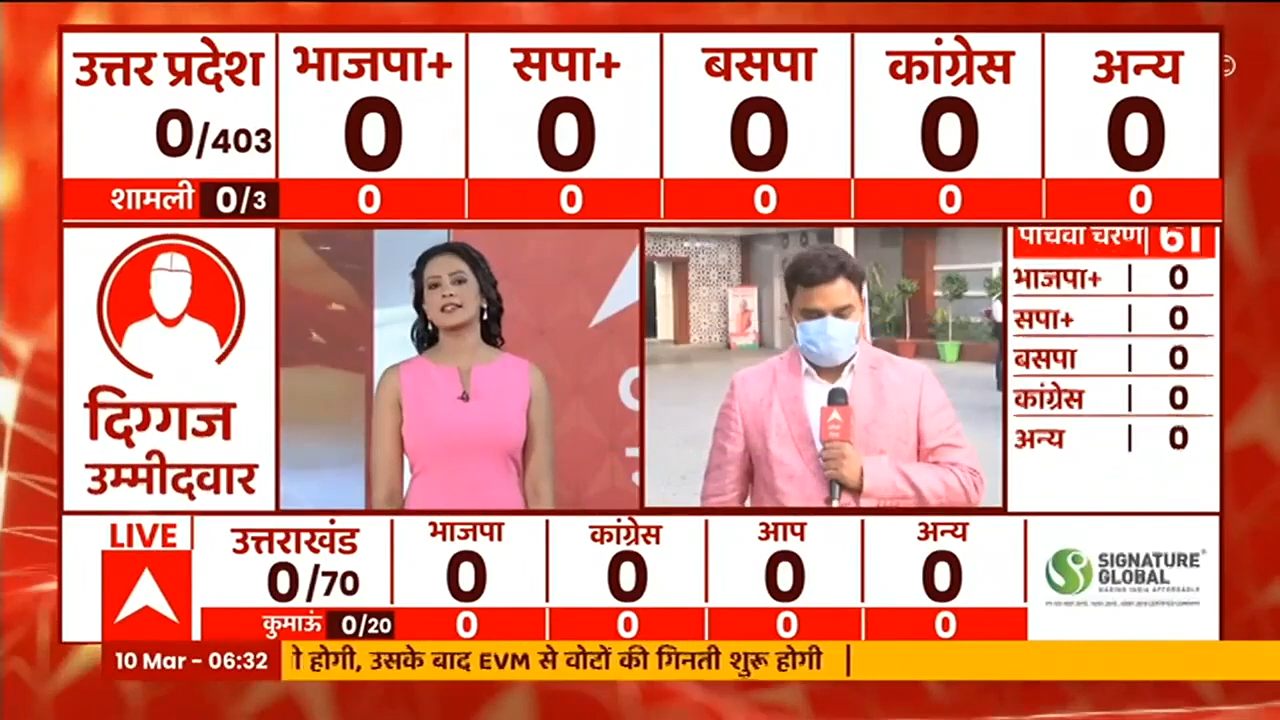 उत्तर प्रदेश
0/403
भाजपा+
0
सपा+
0
बसपा
0
कांग्रेस
0
अन्य
0
©
शामली 0/3 0 0 0 0 0
दिग्गज
उम्मीदवार
पांचवां चरण 61
भाजपा+ | 0
सपा+ | 0
बसपा | 0
कांग्रेस | 0
अन्य | 0
LIVE
उत्तराखंड
0/70
भाजपा
0
कांग्रेस
0
आप
0
अन्य
0
कुमाऊं 0/20 0 0 0 0
SIGNATURE
GLOBAL
MAKING INDIA AFFORDABLE
10 Mar - 06:32
होगी, उसके बाद EVM से वोटों की गिनती शुरू होगी |